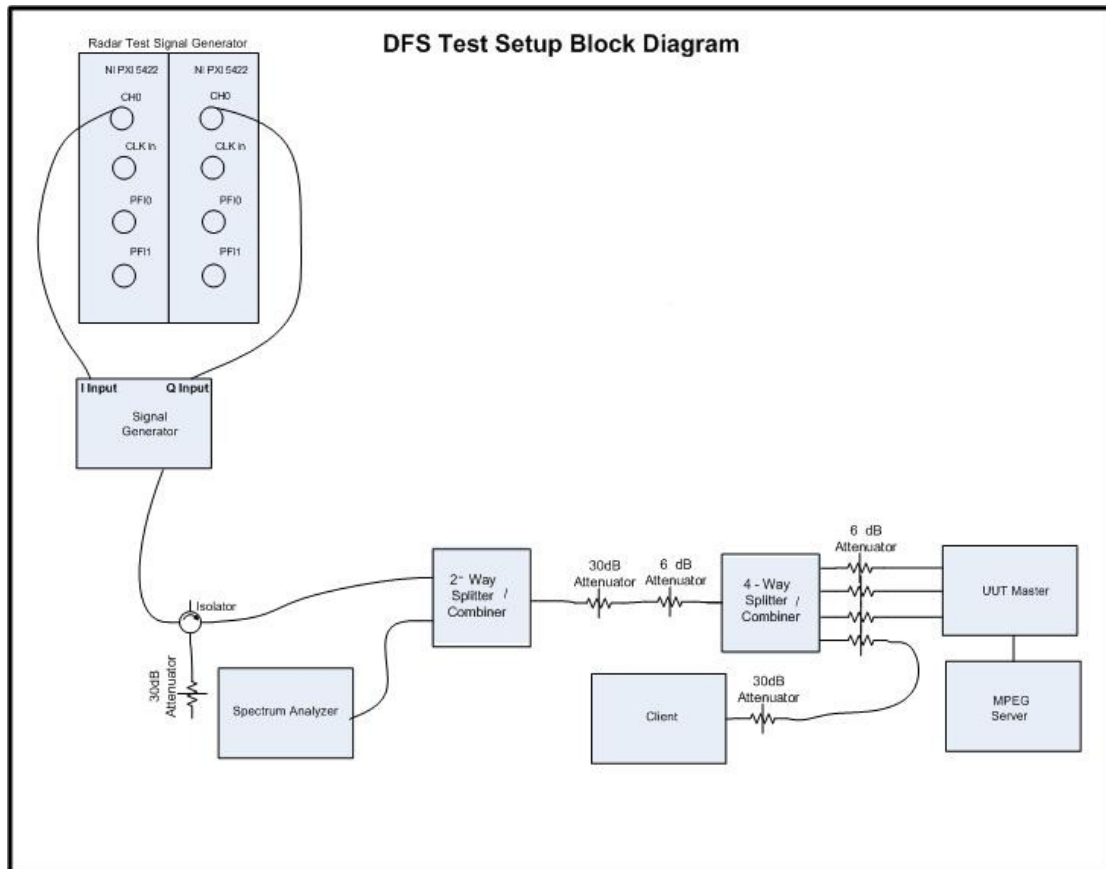 DFS Test Setup Block Diagram
Radar Test Signal Generator
NI PXI 5422
NI PXI 5422
CH0
CH0
CLK in
CLK in
PFI0
PFI0
PFI1
PFI1
I Input
Q Input
Signal
Generator
Isolator
30dB
Attenuator
Spectrum Analyzer
2- Way
Splitter /
Combiner
30dB
Attenuator
6 dB
Attenuator
4 - Way
Splitter /
Combiner
6 dB
Attenuator
UUT Master
MPEG
Server
Client
30dB
Attenuator